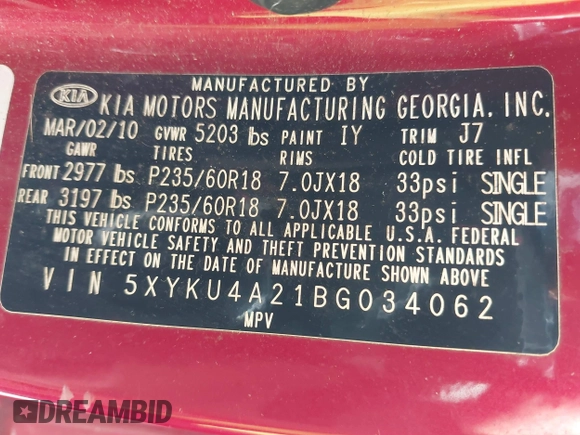 MANUFACTURED BY
KIA KIA MOTORS MANUFACTURING GEORGIA, INC.
MAR/02/10 GVWR 5203 lbs PAINT IY TRIM J7
GAWR TIRES RIMS COLD TIRE INFL
FRONT 2977 lbs P235/60R18 7.0JX18 33psi SINGLE
REAR 3197 lbs P235/60R18 7.0JX18 33psi SINGLE
THIS VEHICLE CONFORMS TO ALL APPLICABLE U.S.A. FEDERAL
MOTOR VEHICLE SAFETY AND THEFT PREVENTION STANDARDS
IN EFFECT ON THE DATE OF MANUFACTURE SHOWN ABOVE
VIN 5XYKU4A21BG034062
MPV
DREAMBID